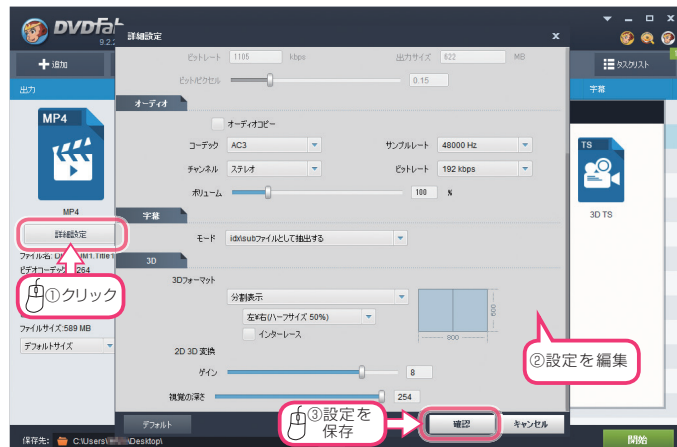 DVDFab
9.2.2
詳細設定
追加
タスクリスト
出力
字幕
MP4
MP4
詳細設定
ビデオコーデック
264
①クリック
ファイルサイズ:589 MB
デフォルトサイズ
ビットレート 1105 kbps 出力サイズ 622 MB
ビット/ピクセル 0.15
オーディオ
オーディオコピー
コーデック AC3 サンプルレート 48000 Hz
チャンネル ステレオ ビットレート 192 kbps
ボリューム 100 %
字幕
モード idx\subファイルとして抽出する
3D
3Dフォーマット
分割表示
左¥右(ハーフサイズ 50%)
インターレース
800
600
2D 3D 変換
ゲイン 8
視覚の深さ 254
TS
3D TS
②設定を編集
③設定を
保存
デフォルト 確認 キャンセル
保存先: C:\Users\
\Desktop\
開始